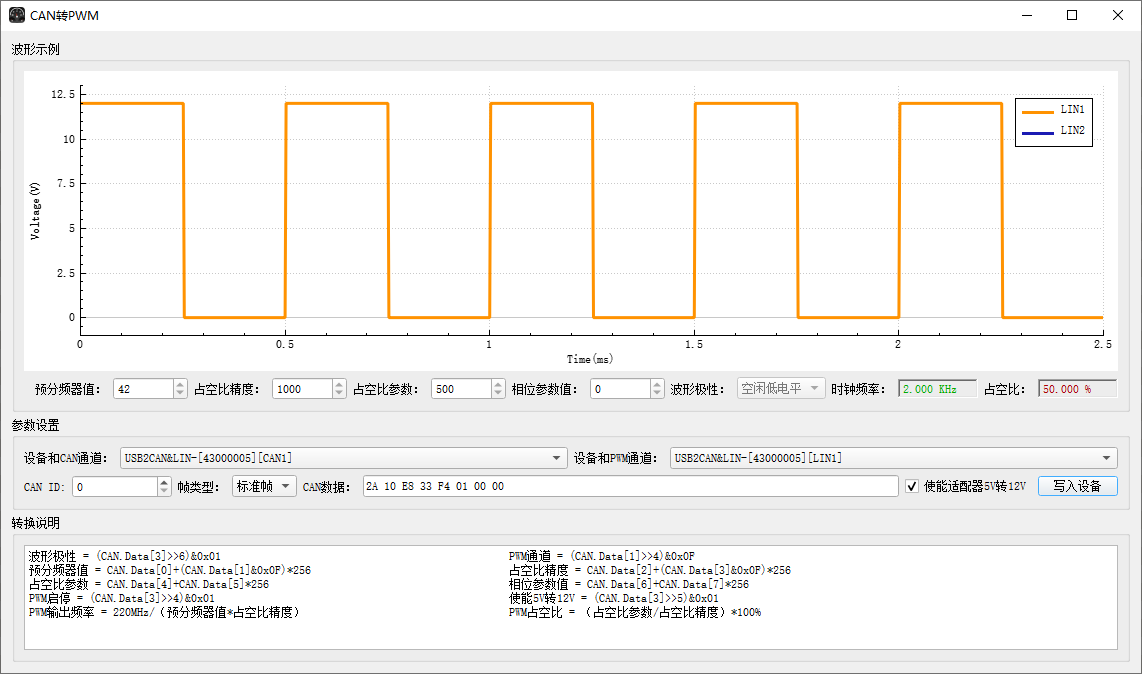 CAN转PWM
波形示例
12.5
10
7.5
5
2.5
0
Voltage(V)
LIN1
LIN2
0 0.5 1 1.5 2 2.5
Time(ms)
预分频器值： 42 占空比精度： 1000 占空比参数： 500 相位参数值： 0 波形极性： 空闲低电平 时钟频率： 2.000 KHz 占空比： 50.000 %
参数设置
设备和CAN通道： USB2CAN&LIN-[43000005][CAN1] 设备和PWM通道： USB2CAN&LIN-[43000005][LIN1]
CAN ID: 0 帧类型： 标准帧 CAN数据： 2A 10 E8 33 F4 01 00 00 使能适配器5V转12V 写入设备
转换说明
波形极性 = (CAN.Data[3]>>6)&0x01 PWM通道 = (CAN.Data[1]>>4)&0x0F
预分频器值 = CAN.Data[0]+(CAN.Data[1]&0x0F)*256 占空比精度 = CAN.Data[2]+(CAN.Data[3]&0x0F)*256
占空比参数 = CAN.Data[4]+CAN.Data[5]*256 相位参数值 = CAN.Data[6]+CAN.Data[7]*256
PWM启停 = (CAN.Data[3]>>4)&0x01 使能5V转12V = (CAN.Data[3]>>5)&0x01
PWM输出频率 = 220MHz/（预分频器值*占空比精度） PWM占空比 = （占空比参数/占空比精度）*100%